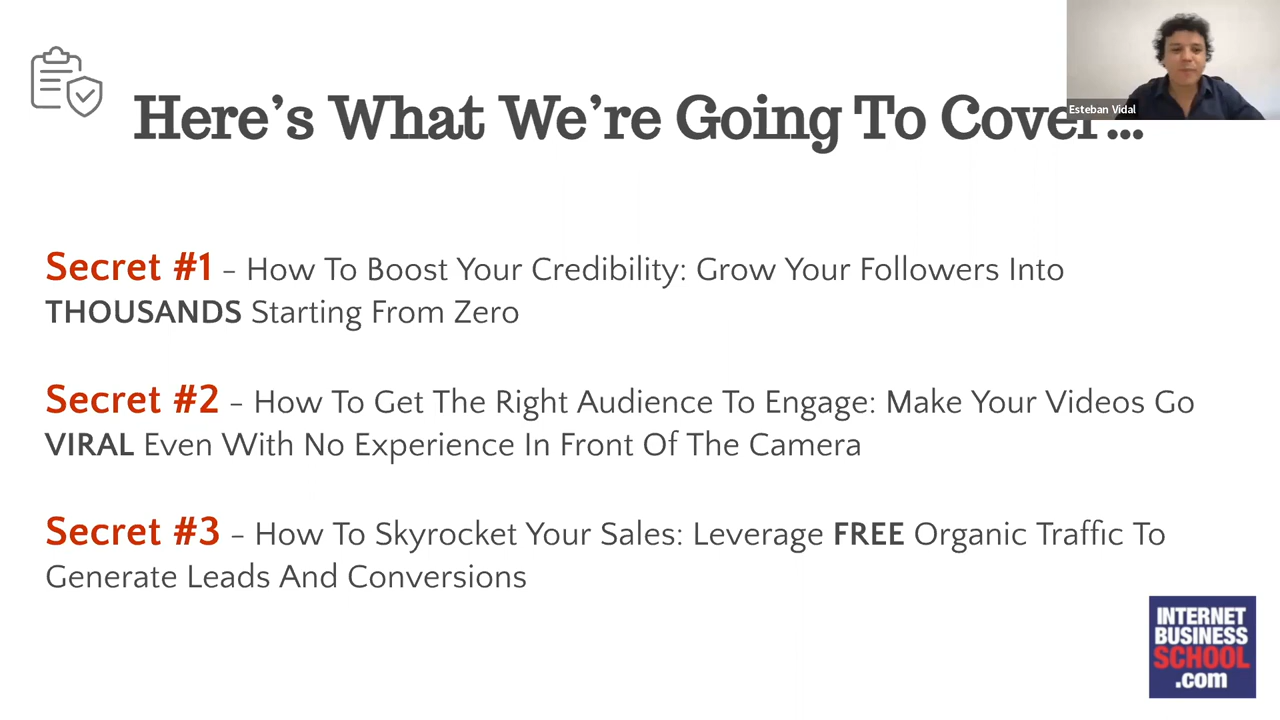 Esteban Vidal
Here's What We're Going To Cover...
Secret #1 – How To Boost Your Credibility: Grow Your Followers Into
THOUSANDS Starting From Zero
Secret #2 – How To Get The Right Audience To Engage: Make Your Videos Go
VIRAL Even With No Experience In Front Of The Camera
Secret #3 – How To Skyrocket Your Sales: Leverage FREE Organic Traffic To
Generate Leads And Conversions
INTERNET
BUSINESS
SCHOOL
.com